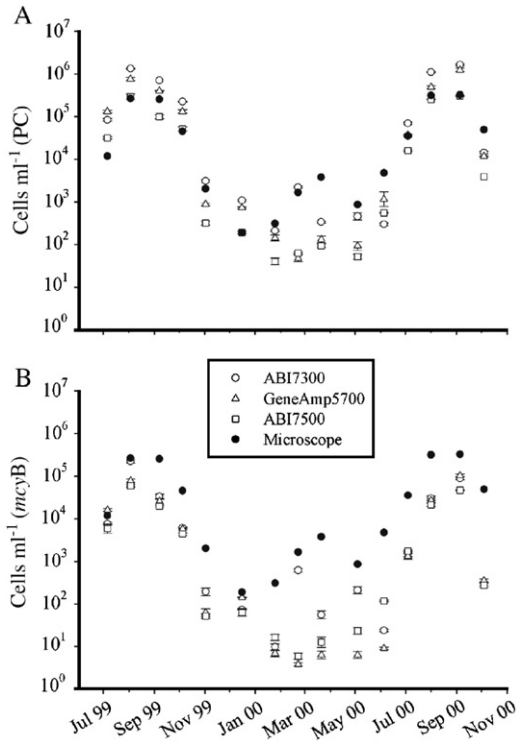 A
10⁷
10⁶
10⁵
10⁴
10³
10²
10¹
10⁰
Cells ml⁻¹ (PC)
B
ABI7300
GeneAmp5700
ABI7500
Microscope
10⁷
10⁶
10⁵
10⁴
10³
10²
10¹
10⁰
Cells ml⁻¹ (mcyB)
Jul 99 Sep 99 Nov 99 Jan 00 Mar 00 May 00 Jul 00 Sep 00 Nov 00